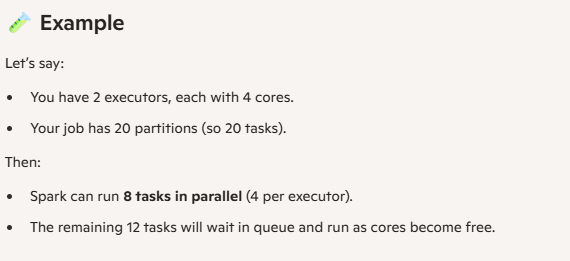 Example
Let's say:
• You have 2 executors, each with 4 cores.
• Your job has 20 partitions (so 20 tasks).
Then:
• Spark can run 8 tasks in parallel (4 per executor).
• The remaining 12 tasks will wait in queue and run as cores become free.